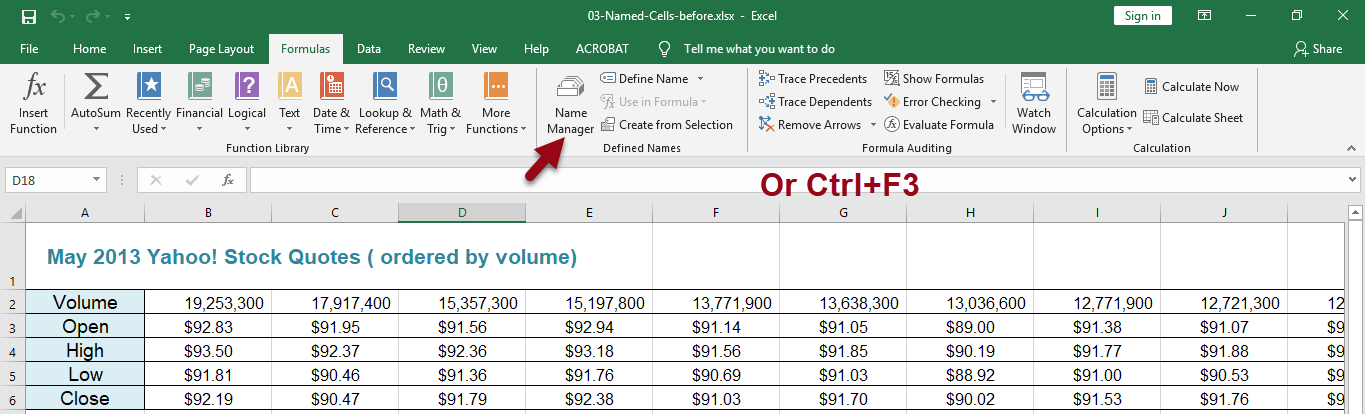 03-Named-Cells-before.xlsx - Excel
Sign in
File Home Insert Page Layout Formulas Data Review View Help ACROBAT Tell me what you want to do Share
fx Σ ? A θ
Insert Function
AutoSum
Recently Used
Financial
Logical
Text
Date & Time
Lookup & Reference
Math & Trig
More Functions
Function Library
Name Manager
Define Name
Use in Formula
Create from Selection
Defined Names
Trace Precedents
Trace Dependents
Remove Arrows
Show Formulas
Error Checking
Evaluate Formula
Formula Auditing
Watch Window
Calculation Options
Calculate Now
Calculate Sheet
Calculation
D18 fx
Or Ctrl+F3
A B C D E F G H I J
1 May 2013 Yahoo! Stock Quotes ( ordered by volume)
2 Volume 19,253,300 17,917,400 15,357,300 15,197,800 13,771,900 13,638,300 13,036,600 12,771,900 12,721,300 12
3 Open $92.83 $91.95 $91.56 $92.94 $91.14 $91.05 $89.00 $91.38 $91.07 $9
4 High $93.50 $92.37 $92.36 $93.18 $91.56 $91.85 $90.19 $91.77 $91.88 $9
5 Low $91.81 $90.46 $91.36 $91.76 $90.69 $91.03 $88.92 $91.00 $90.53 $9
6 Close $92.19 $90.47 $91.79 $92.38 $91.03 $91.70 $90.02 $91.53 $91.76 $9